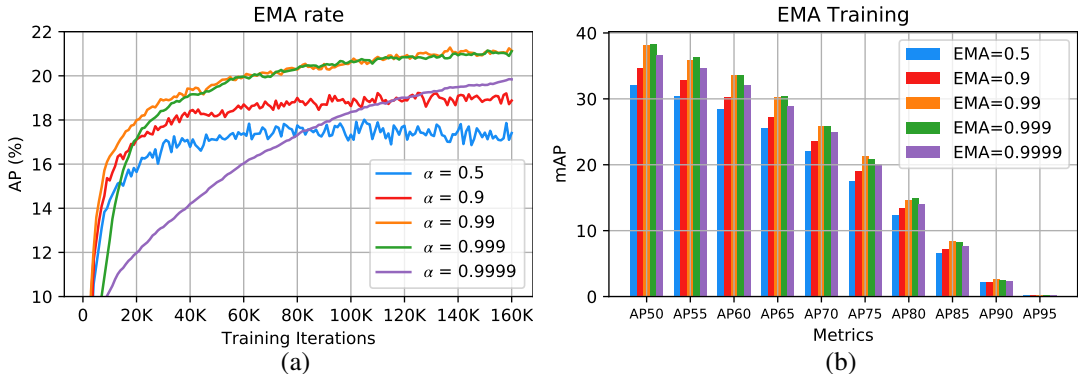 EMA rate
AP (%)
22
20
18
16
14
12
10
α = 0.5
α = 0.9
α = 0.99
α = 0.999
α = 0.9999
0 20K 40K 60K 80K 100K 120K 140K 160K
Training Iterations
(a)
EMA Training
mAP
40
30
20
10
0
EMA=0.5
EMA=0.9
EMA=0.99
EMA=0.999
EMA=0.9999
AP50 AP55 AP60 AP65 AP70 AP75 AP80 AP85 AP90 AP95
Metrics
(b)